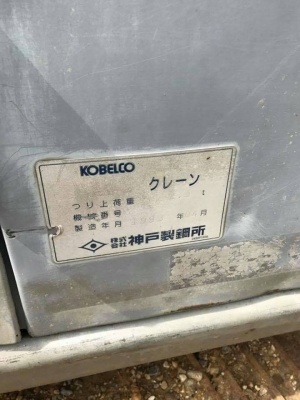 KOBELCO
クレーン
つり上荷重 t
機械番号
製造年月 年 月
株式会社 神戸製鋼所